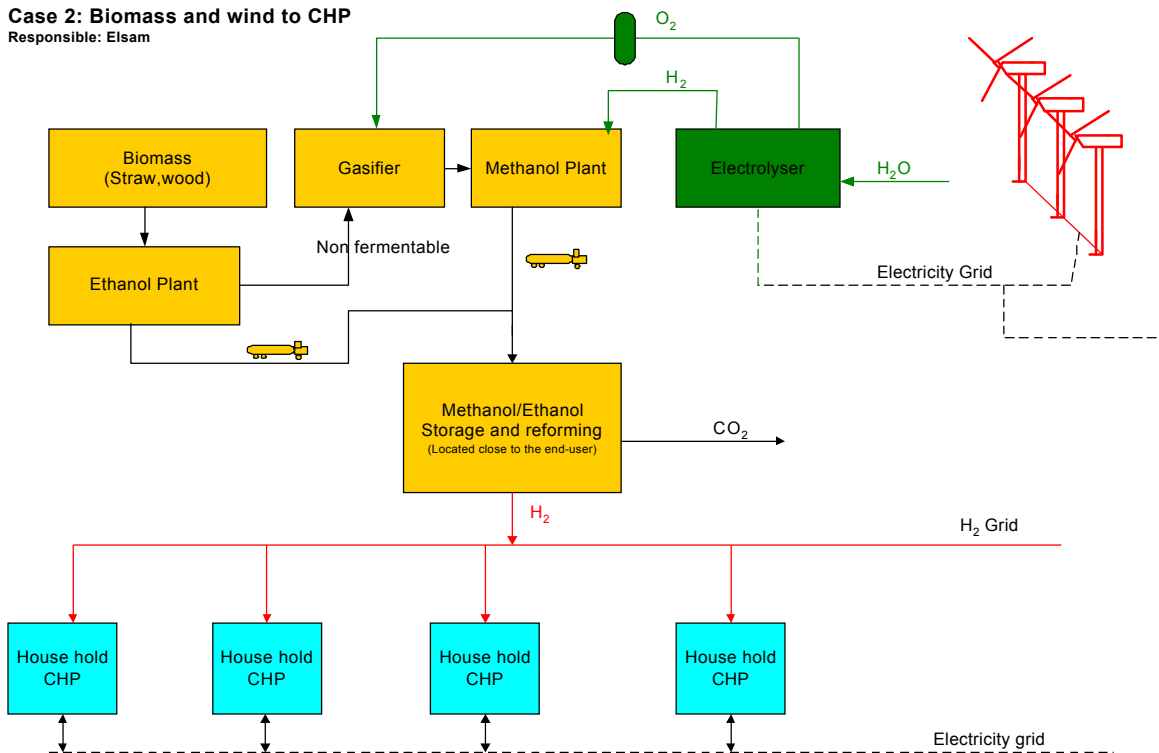 Case 2: Biomass and wind to CHP
Responsible: Elsam
O₂
H₂
Biomass
(Straw,wood)
Gasifier
Methanol Plant
Electrolyser
H₂O
Non fermentable
Ethanol Plant
Electricity Grid
Methanol/Ethanol
Storage and reforming
(Located close to the end-user)
CO₂
H₂
H₂ Grid
House hold
CHP
House hold
CHP
House hold
CHP
House hold
CHP
Electricity grid